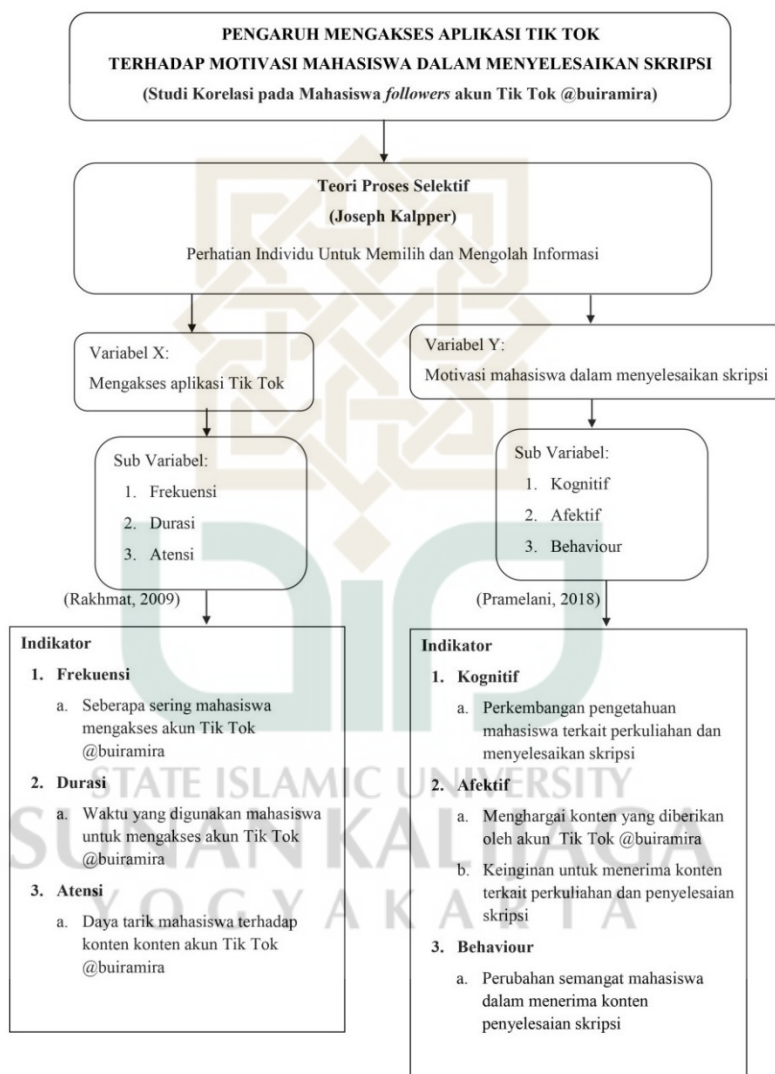 PENGARUH MENGAKSES APLIKASI TIK TOK
TERHADAP MOTIVASI MAHASISWA DALAM MENYELESAIKAN SKRIPSI
(Studi Korelasi pada Mahasiswa followers akun Tik Tok @buiramira)
Teori Proses Selektif
(Joseph Kalpper)
Perhatian Individu Untuk Memilih dan Mengolah Informasi
Variabel X:
Mengakses aplikasi Tik Tok
Variabel Y:
Motivasi mahasiswa dalam menyelesaikan skripsi
Sub Variabel:
1. Frekuensi
2. Durasi
3. Atensi
Sub Variabel:
1. Kognitif
2. Afektif
3. Behaviour
(Rakhmat, 2009)
(Pramelani, 2018)
Indikator
1. Frekuensi
a. Seberapa sering mahasiswa
mengakses akun Tik Tok
@buiramira
2. Durasi
a. Waktu yang digunakan mahasiswa
untuk mengakses akun Tik Tok
@buiramira
3. Atensi
a. Daya tarik mahasiswa terhadap
konten konten akun Tik Tok
@buiramira
Indikator
1. Kognitif
a. Perkembangan pengetahuan
mahasiswa terkait perkuliahan dan
menyelesaikan skripsi
2. Afektif
a. Menghargai konten yang diberikan
oleh akun Tik Tok @buiramira
b. Keinginan untuk menerima konten
terkait perkuliahan dan penyelesaian
skripsi
3. Behaviour
a. Perubahan semangat mahasiswa
dalam menerima konten
penyelesaian skripsi
STATE ISLAMIC UNIVERSITY
SUNAN KALIJAGA
YOGYAKARTA